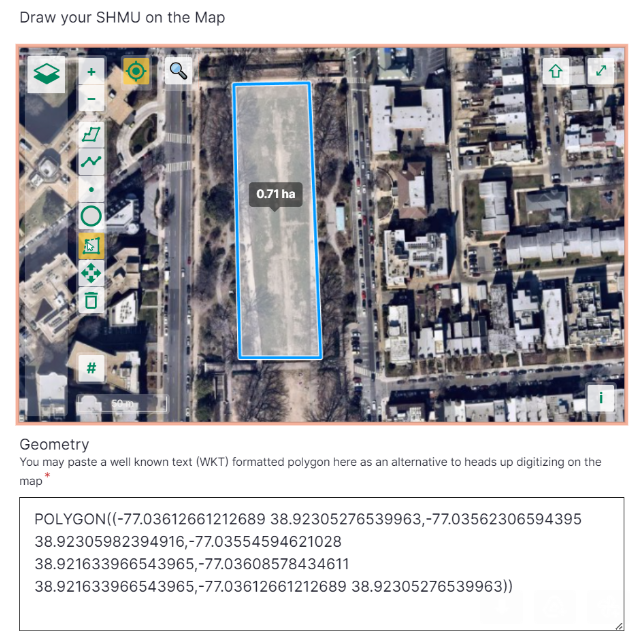 Draw your SHMU on the Map
+
−
0.71 ha
#
50 m
i
Geometry
You may paste a well known text (WKT) formatted polygon here as an alternative to heads up digitizing on the
map *
POLYGON((-77.03612661212689 38.92305276539963,-77.03562306594395
38.92305982394916,-77.03554594621028
38.921633966543965,-77.03608578434611
38.921633966543965,-77.03612661212689 38.92305276539963))